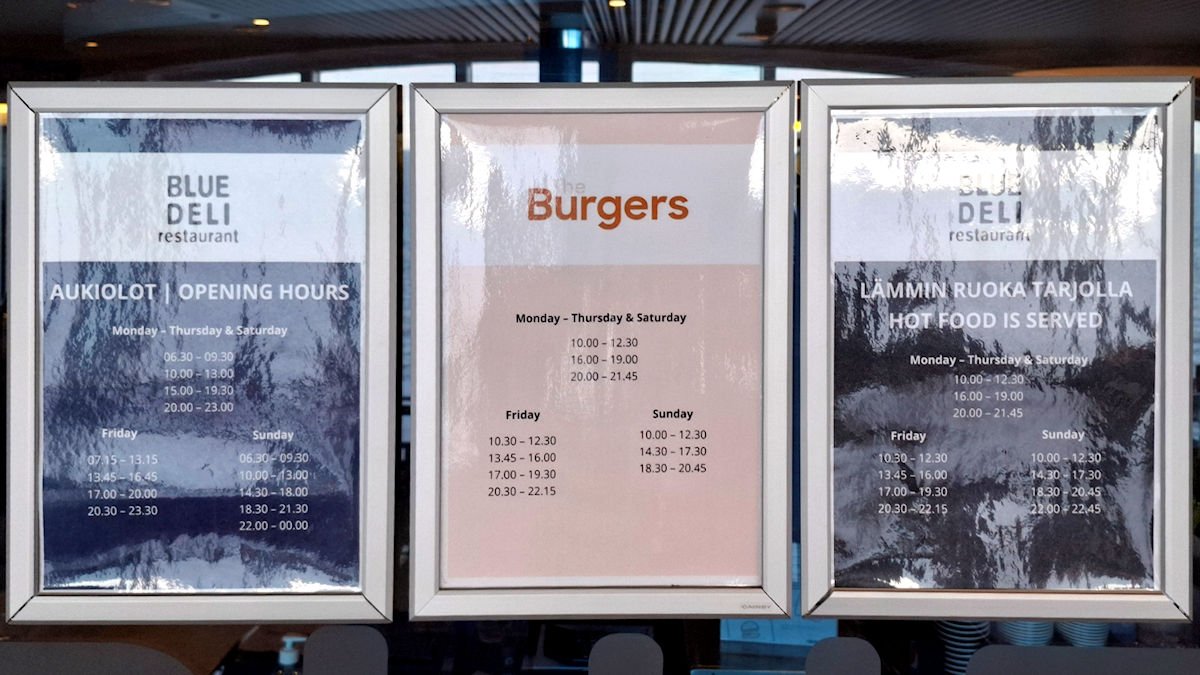 BLUE
DELI
restaurant
AUKIOLOT | OPENING HOURS
Monday – Thursday & Saturday
06.30 – 09.30
10.00 – 13.00
15.00 – 19.30
20.00 – 23.00
Friday
07.15 – 13.15
13.45 – 16.45
17.00 – 20.00
20.30 – 23.30
Sunday
06.30 – 09.30
10.00 – 13.00
14.30 – 18.00
18.30 – 21.30
22.00 – 00.00
The
Burgers
Monday – Thursday & Saturday
10.00 – 12.30
16.00 – 19.00
20.00 – 21.45
Friday
10.30 – 12.30
13.45 – 16.00
17.00 – 19.30
20.30 – 22.15
Sunday
10.00 – 12.30
14.30 – 17.30
18.30 – 20.45
BLUE
DELI
restaurant
LÄMMIN RUOKA TARJOLLA
HOT FOOD IS SERVED
Monday – Thursday & Saturday
10.00 – 12.30
16.00 – 19.00
20.00 – 21.45
Friday
10.30 – 12.30
13.45 – 16.00
17.00 – 19.30
20.30 – 22.15
Sunday
10.00 – 12.30
14.30 – 17.30
18.30 – 20.45
22.00 – 22.45